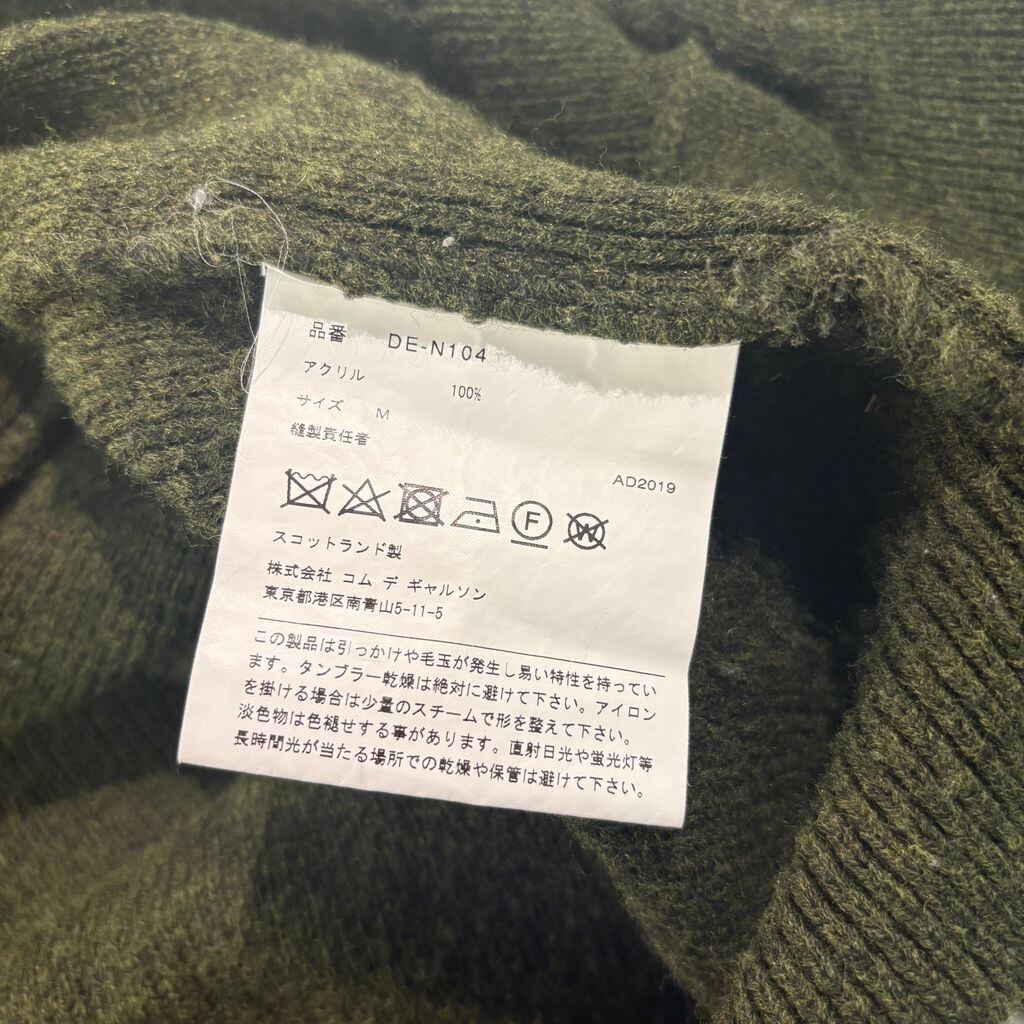 品番 DE-N104
アクリル 100%
サイズ M
縫製責任者
AD2019
F W
スコットランド製
株式会社 コム デ ギャルソン
東京都港区南青山5-11-5
この製品は引っかけや毛玉が発生し易い特性を持ってい
ます。タンブラー乾燥は絶対に避けて下さい。アイロン
を掛ける場合は少量のスチームで形を整えて下さい。
淡色物は色褪せする事があります。直射日光や蛍光灯等
長時間光が当たる場所での乾燥や保管は避けて下さい。